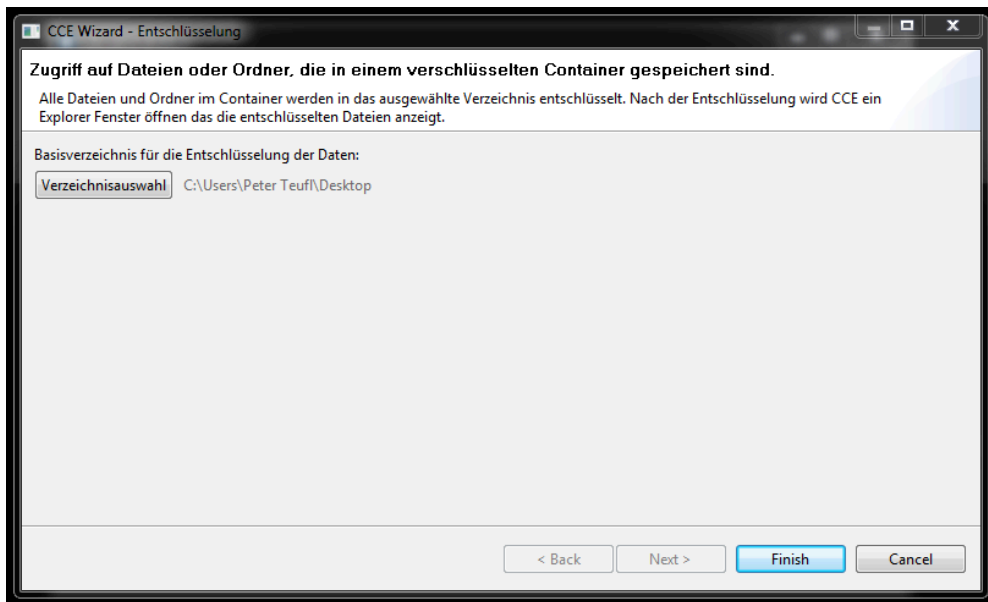 CCE Wizard - Entschlüsselung
Zugriff auf Dateien oder Ordner, die in einem verschlüsselten Container gespeichert sind.
Alle Dateien und Ordner im Container werden in das ausgewählte Verzeichnis entschlüsselt. Nach der Entschlüsselung wird CCE ein
Explorer Fenster öffnen das die entschlüsselten Dateien anzeigt.
Basisverzeichnis für die Entschlüsselung der Daten:
Verzeichnisauswahl C:\Users\Peter Teufl\Desktop
< Back Next > Finish Cancel